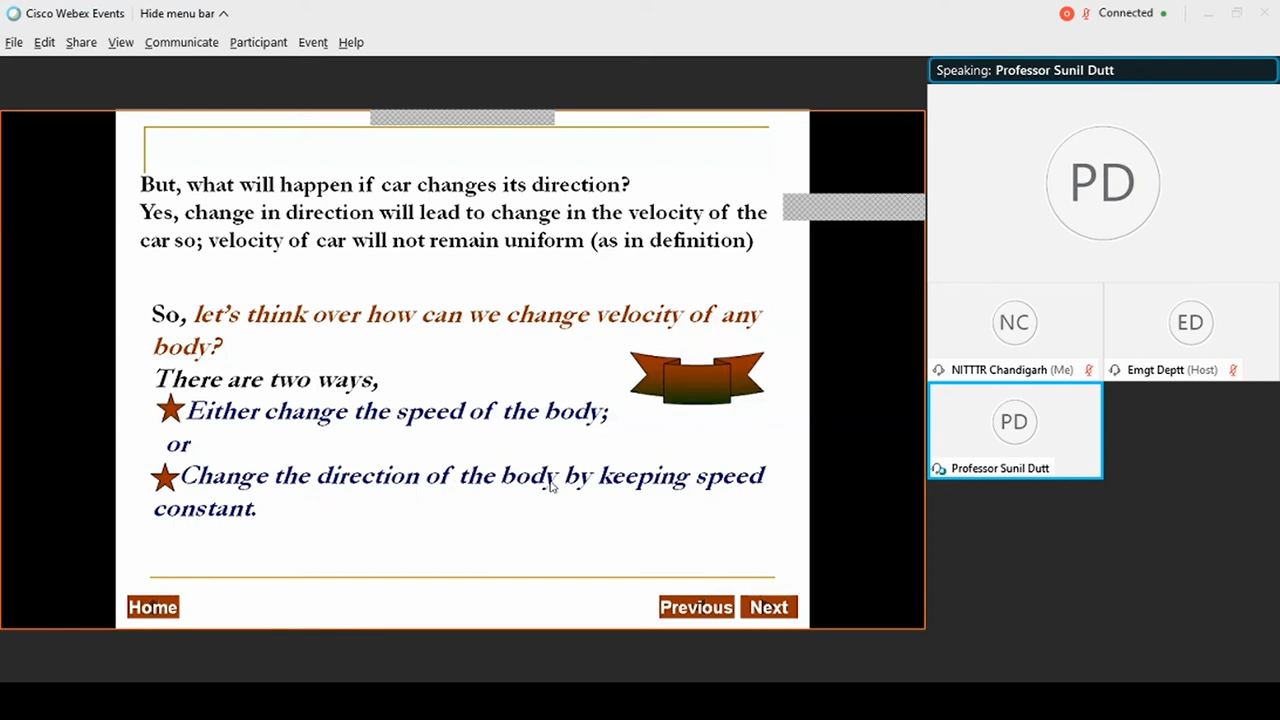 Cisco Webex Events
Hide menu bar
Connected
File Edit Share View Communicate Participant Event Help
Speaking: Professor Sunil Dutt
But, what will happen if car changes its direction?
Yes, change in direction will lead to change in the velocity of the
car so; velocity of car will not remain uniform (as in definition)
So, let's think over how can we change velocity of any
body?
There are two ways,
Either change the speed of the body;
or
Change the direction of the body by keeping speed
constant.
Home
Previous
Next
PD
NC
ED
NITTTR Chandigarh (Me)
Emgt Deptt (Host)
PD
Professor Sunil Dutt